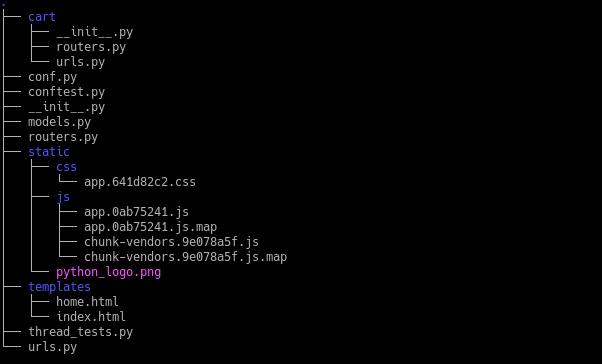 .
├── cart
│   ├── __init__.py
│   ├── routers.py
│   └── urls.py
├── conf.py
├── conftest.py
├── __init__.py
├── models.py
├── routers.py
├── static
│   ├── css
│   │   └── app.641d82c2.css
│   ├── js
│   │   ├── app.0ab75241.js
│   │   ├── app.0ab75241.js.map
│   │   ├── chunk-vendors.9e078a5f.js
│   │   └── chunk-vendors.9e078a5f.js.map
│   └── python_logo.png
├── templates
│   ├── home.html
│   └── index.html
├── thread_tests.py
└── urls.py